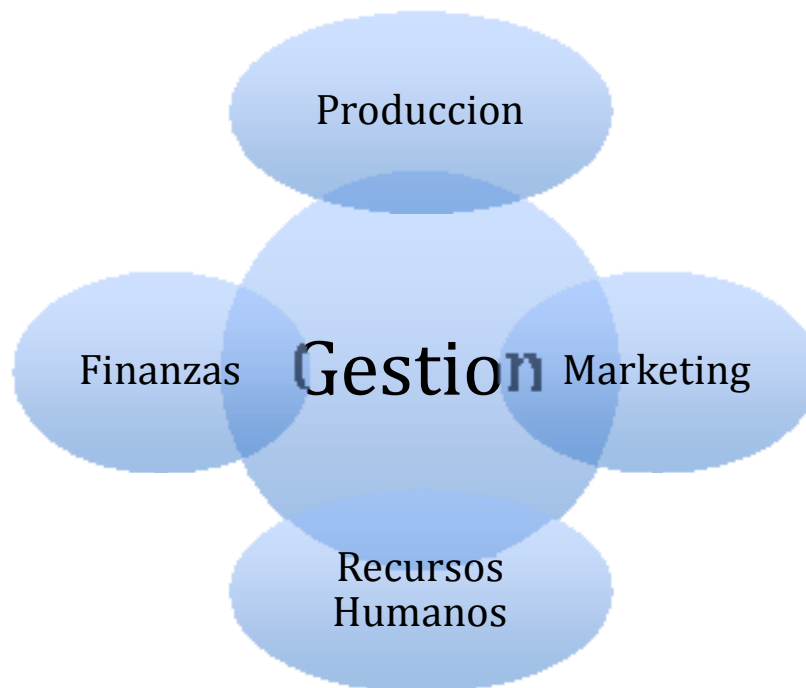 Produccion
Finanzas
Gestion
Marketing
Recursos
Humanos